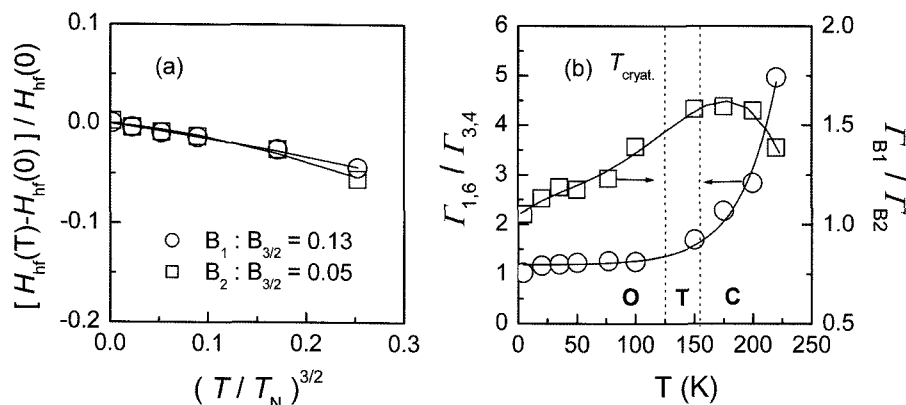 0.1
0.0
-0.1
-0.2
0.0
0.1
0.2
0.3
[ H_hf(T)-H_hf(0) ] / H_hf(0)
( T / T_N )^3/2
(a)
○ B_1 : B_3/2 = 0.13
□ B_2 : B_3/2 = 0.05
6
5
4
3
2
1
0
0
50
100
150
200
250
2.0
1.5
1.0
0.5
Γ_1,6 / Γ_3,4
Γ_B1 / Γ_B2
T (K)
(b)
T_cryat.
O
T
C